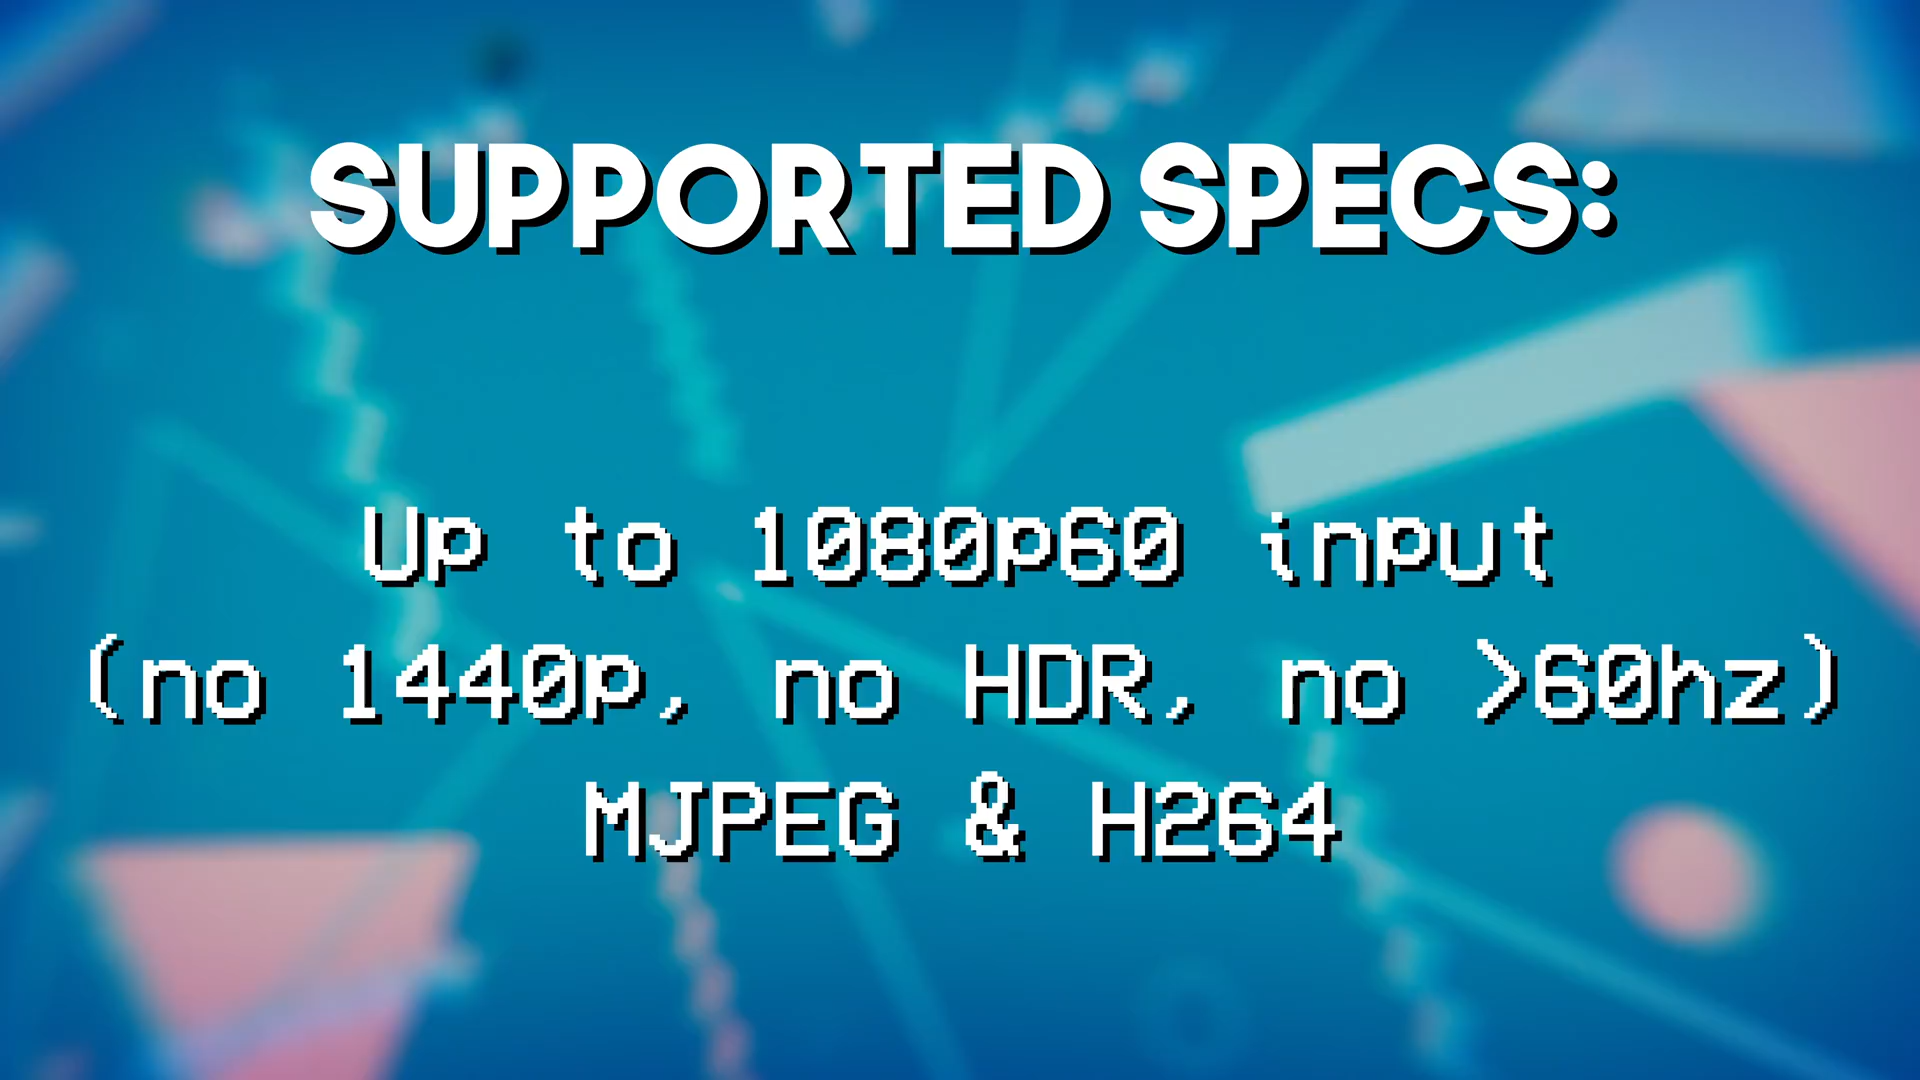 SUPPORTED SPECS:
Up to 1080p60 input
(no 1440p, no HDR, no >60hz)
MJPEG & H264